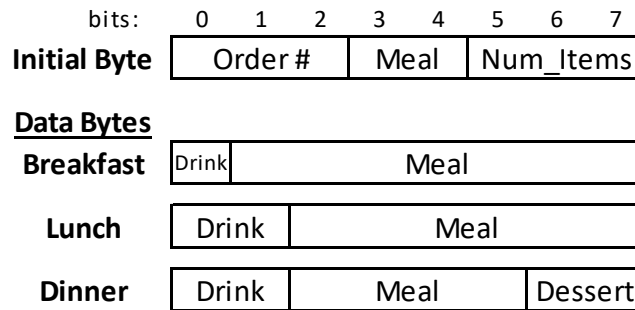 bits: 0 1 2 3 4 5 6 7
Initial Byte Order # Meal Num_Items
Data Bytes
Breakfast Drink Meal
Lunch Drink Meal
Dinner Drink Meal Dessert